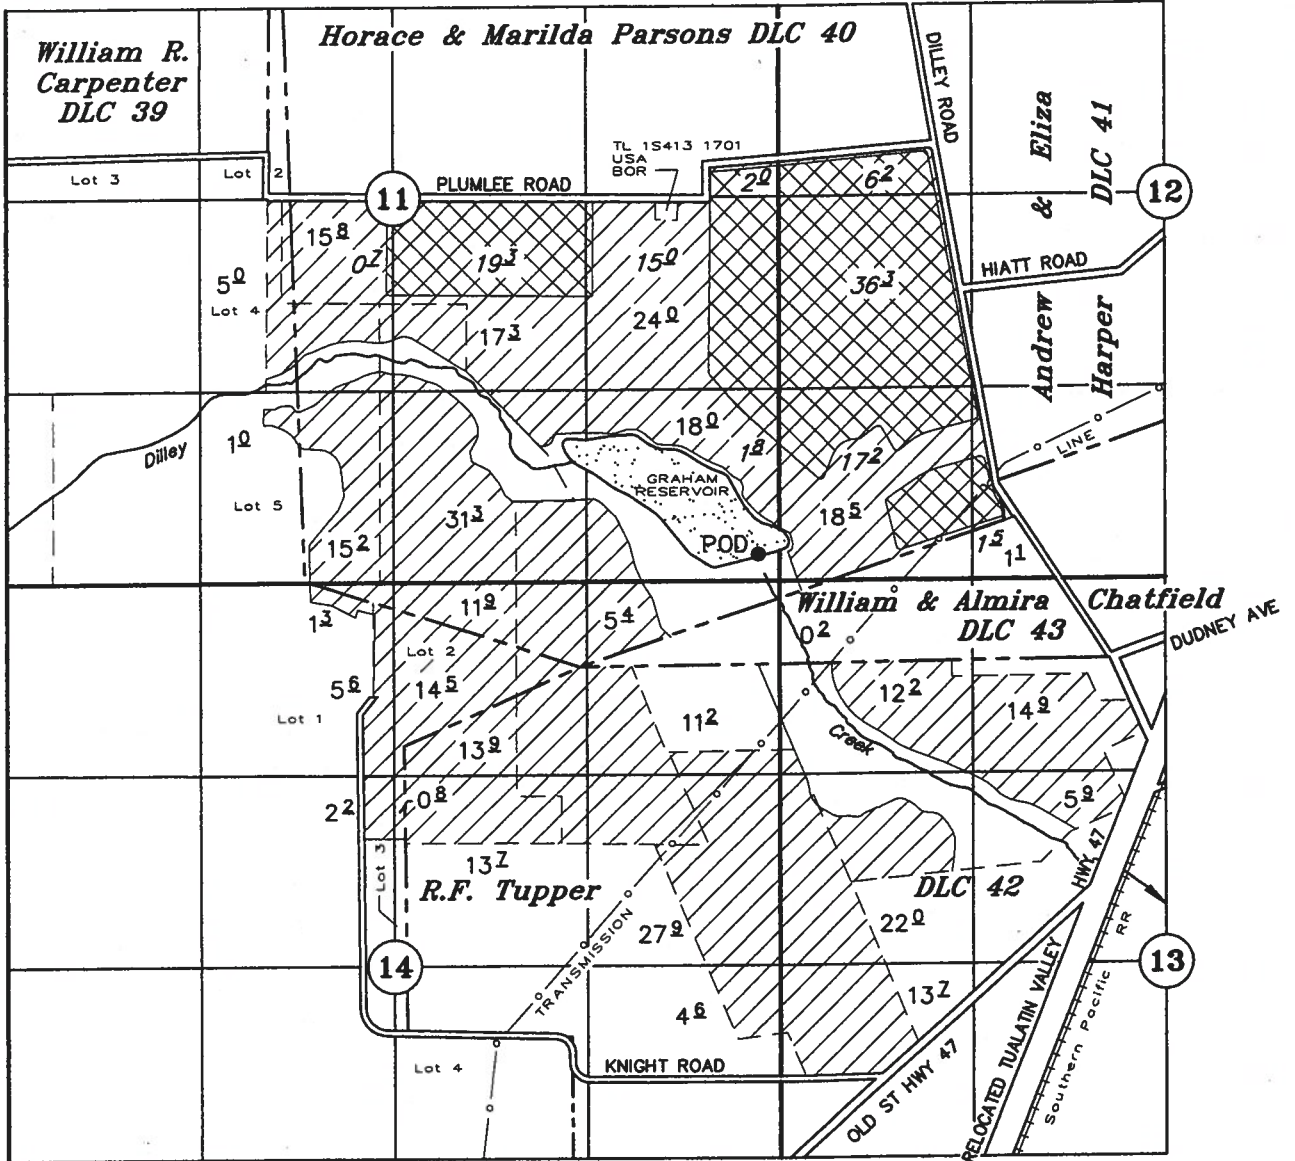 William R.
Carpenter
DLC 39
Horace & Marilda Parsons DLC 40
DILLEY ROAD
& Eliza
DLC 41
Andrew
Harper
TL 1S413 1701
USA
BOR
Lot 3
Lot 2
PLUMLEE ROAD
11
12
2 0
6 2
HIATT ROAD
15 8
0 7
19 3
15 0
36 3
5 0
Lot 4
17 3
24 0
Dilley
1 0
18 0
1 8
17 2
LINE
Lot 5
GRAHAM
RESERVOIR
31 3
18 5
15 2
POD
1 5
1 1
11 9
5 4
1 3
William & Almira Chatfield
DLC 43
0 2
DUDNEY AVE
Lot 2
5 6
14 5
12 2
14 9
Lot 1
11 2
13 9
Creek
2 2
0 8
5 9
HWY 47
13 7
Lot 3
R.F. Tupper
DLC 42
27 9
22 0
TRANSMISSION
14
13
13 7
4 6
RELOCATED TUALATIN VALLEY
Southern Pacific RR
KNIGHT ROAD
Lot 4
OLD ST HWY 47